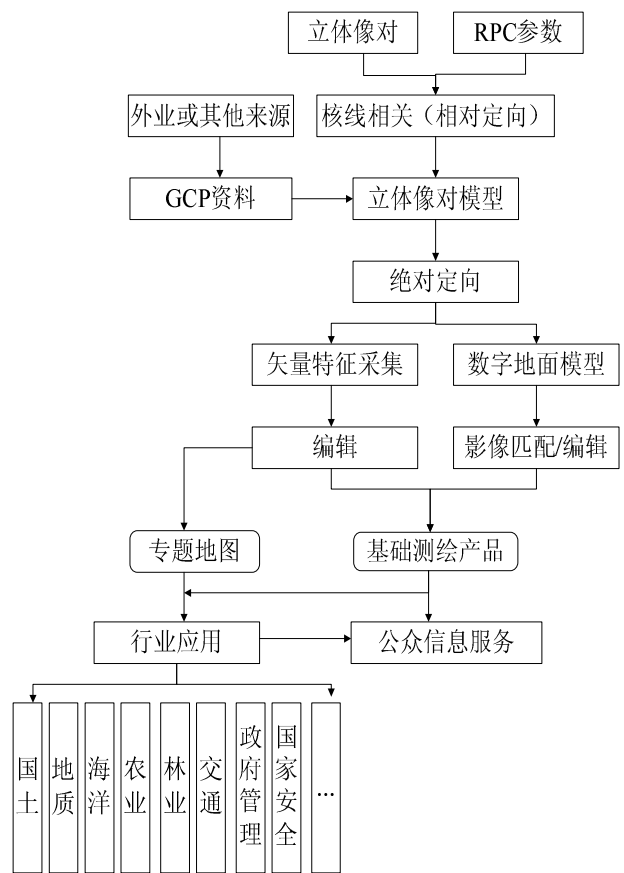 立体像对
RPC参数
外业或其他来源
核线相关（相对定向）
GCP资料
立体像对模型
绝对定向
矢量特征采集
数字地面模型
编辑
影像匹配/编辑
专题地图
基础测绘产品
行业应用
公众信息服务
国土
地质
海洋
农业
林业
交通
政府管理
国家安全
...